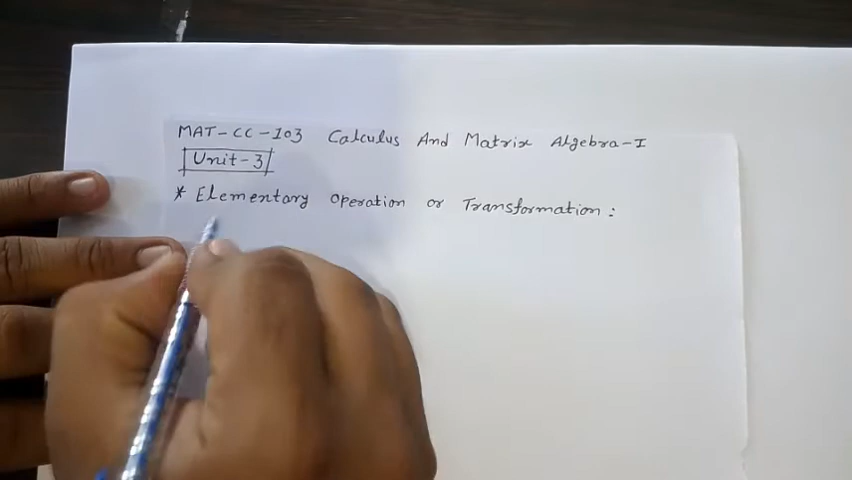 MAT-CC-103 Calculus And Matrix Algebra-I
Unit-3
* Elementary Operation or Transformation: